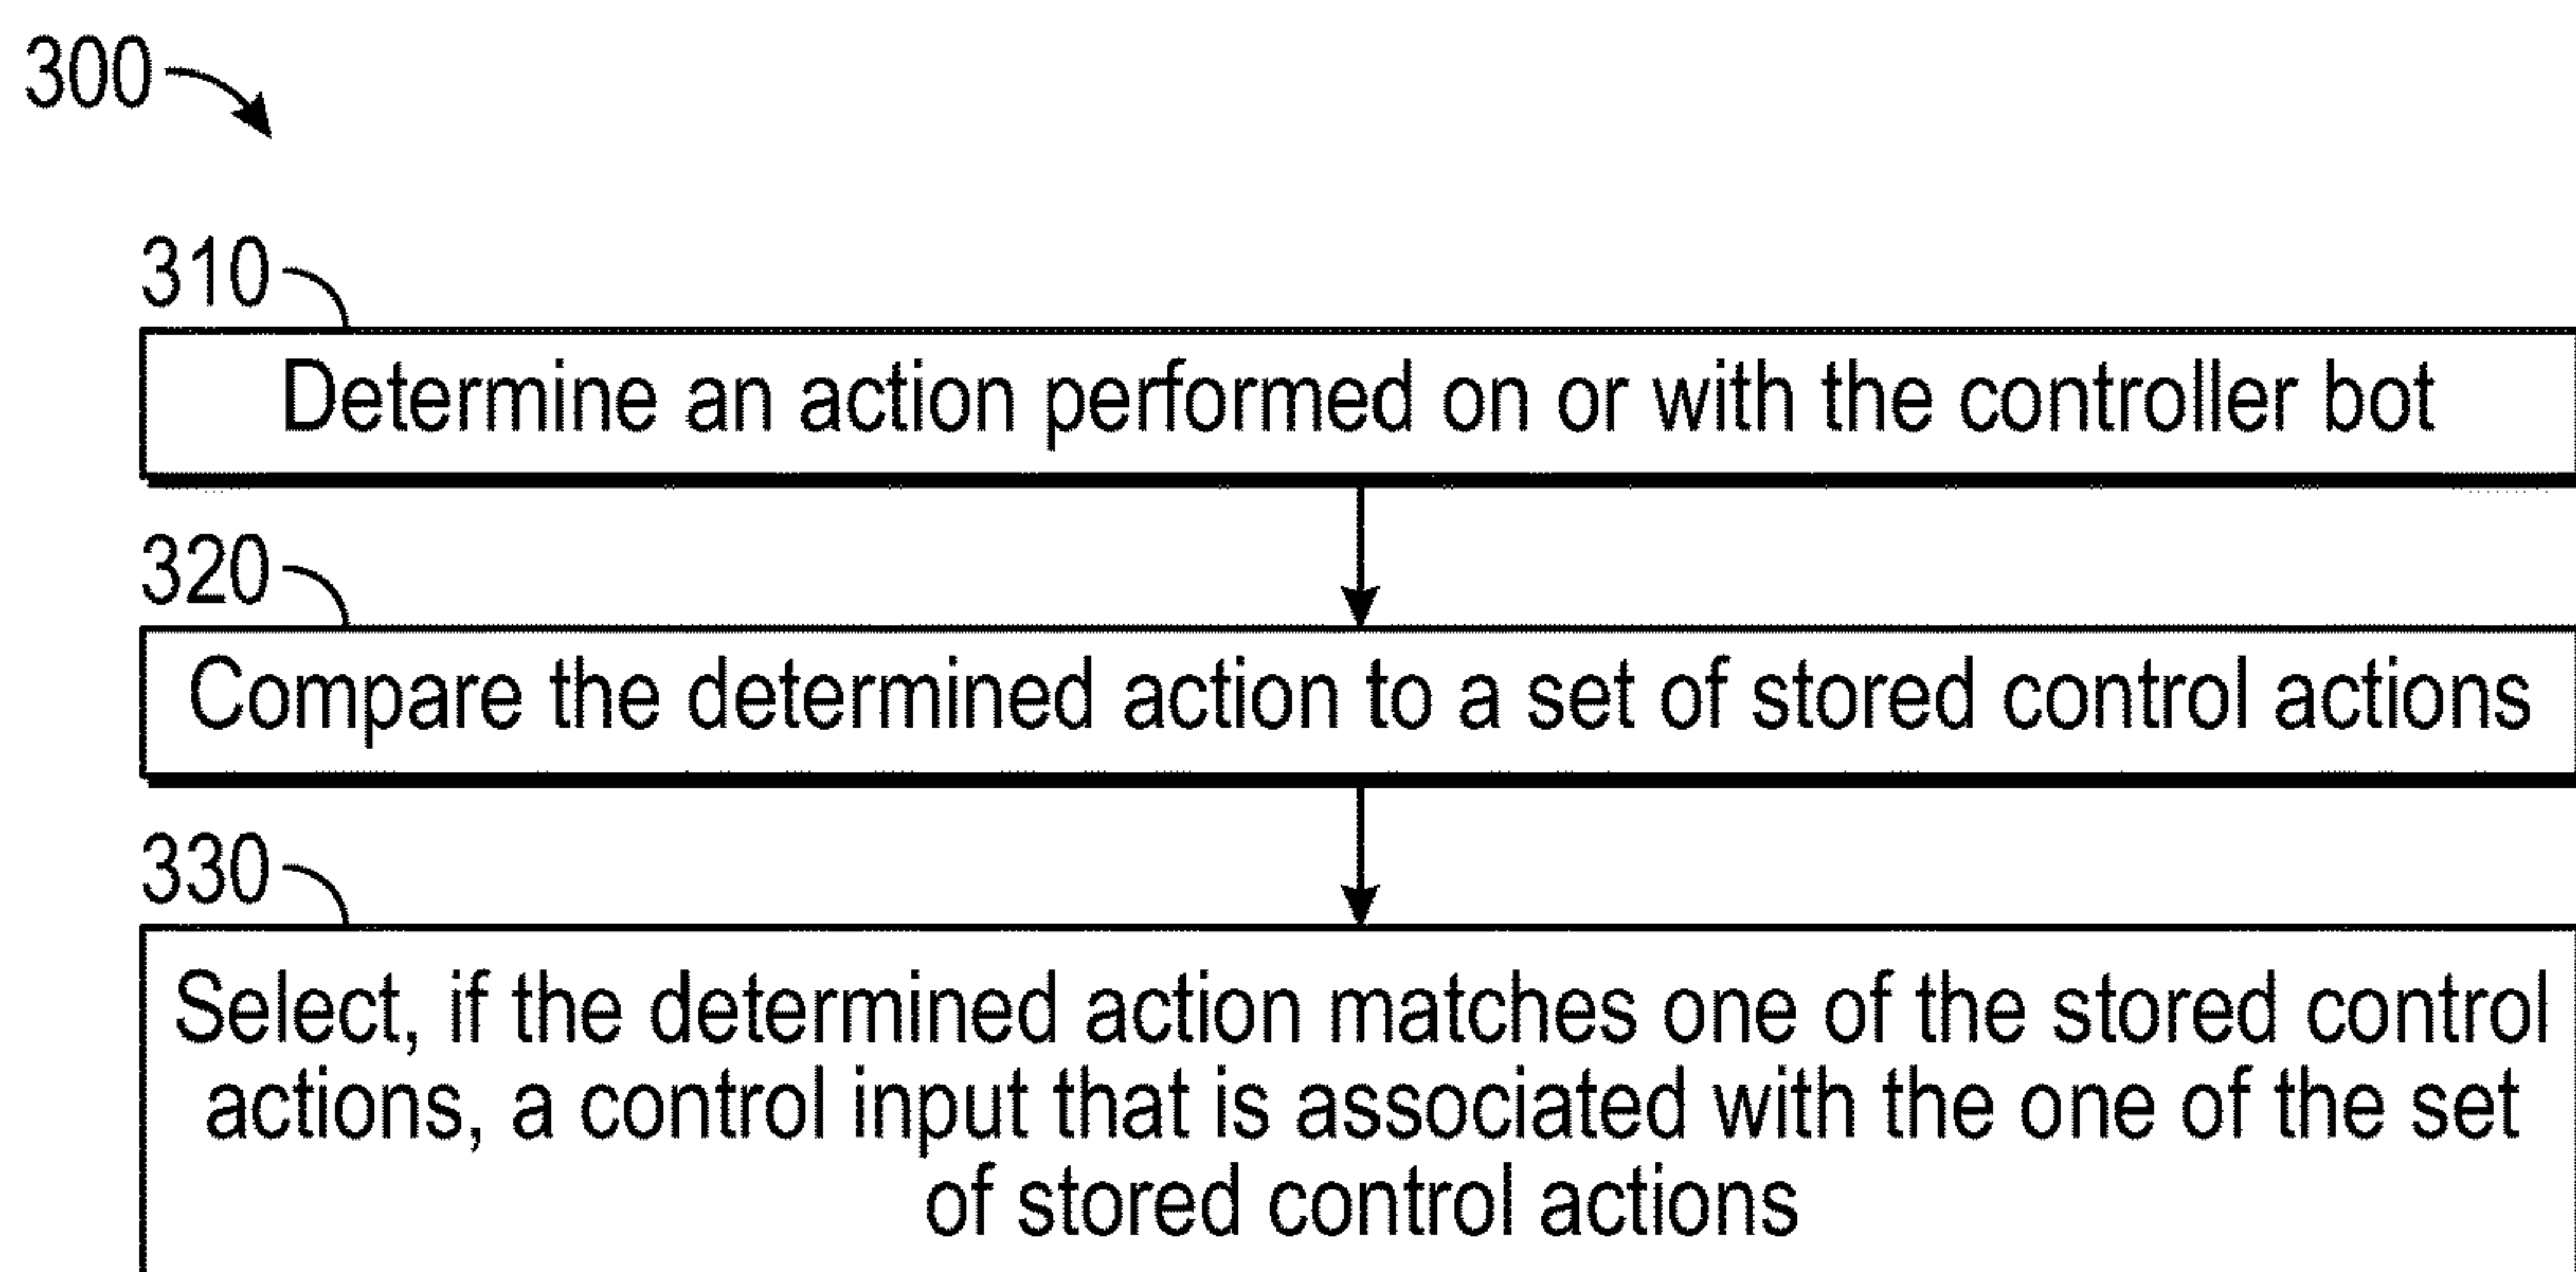 300
310
Determine an action performed on or with the controller bot
320
Compare the determined action to a set of stored control actions
330
Select, if the determined action matches one of the stored control
actions, a control input that is associated with the one of the set
of stored control actions